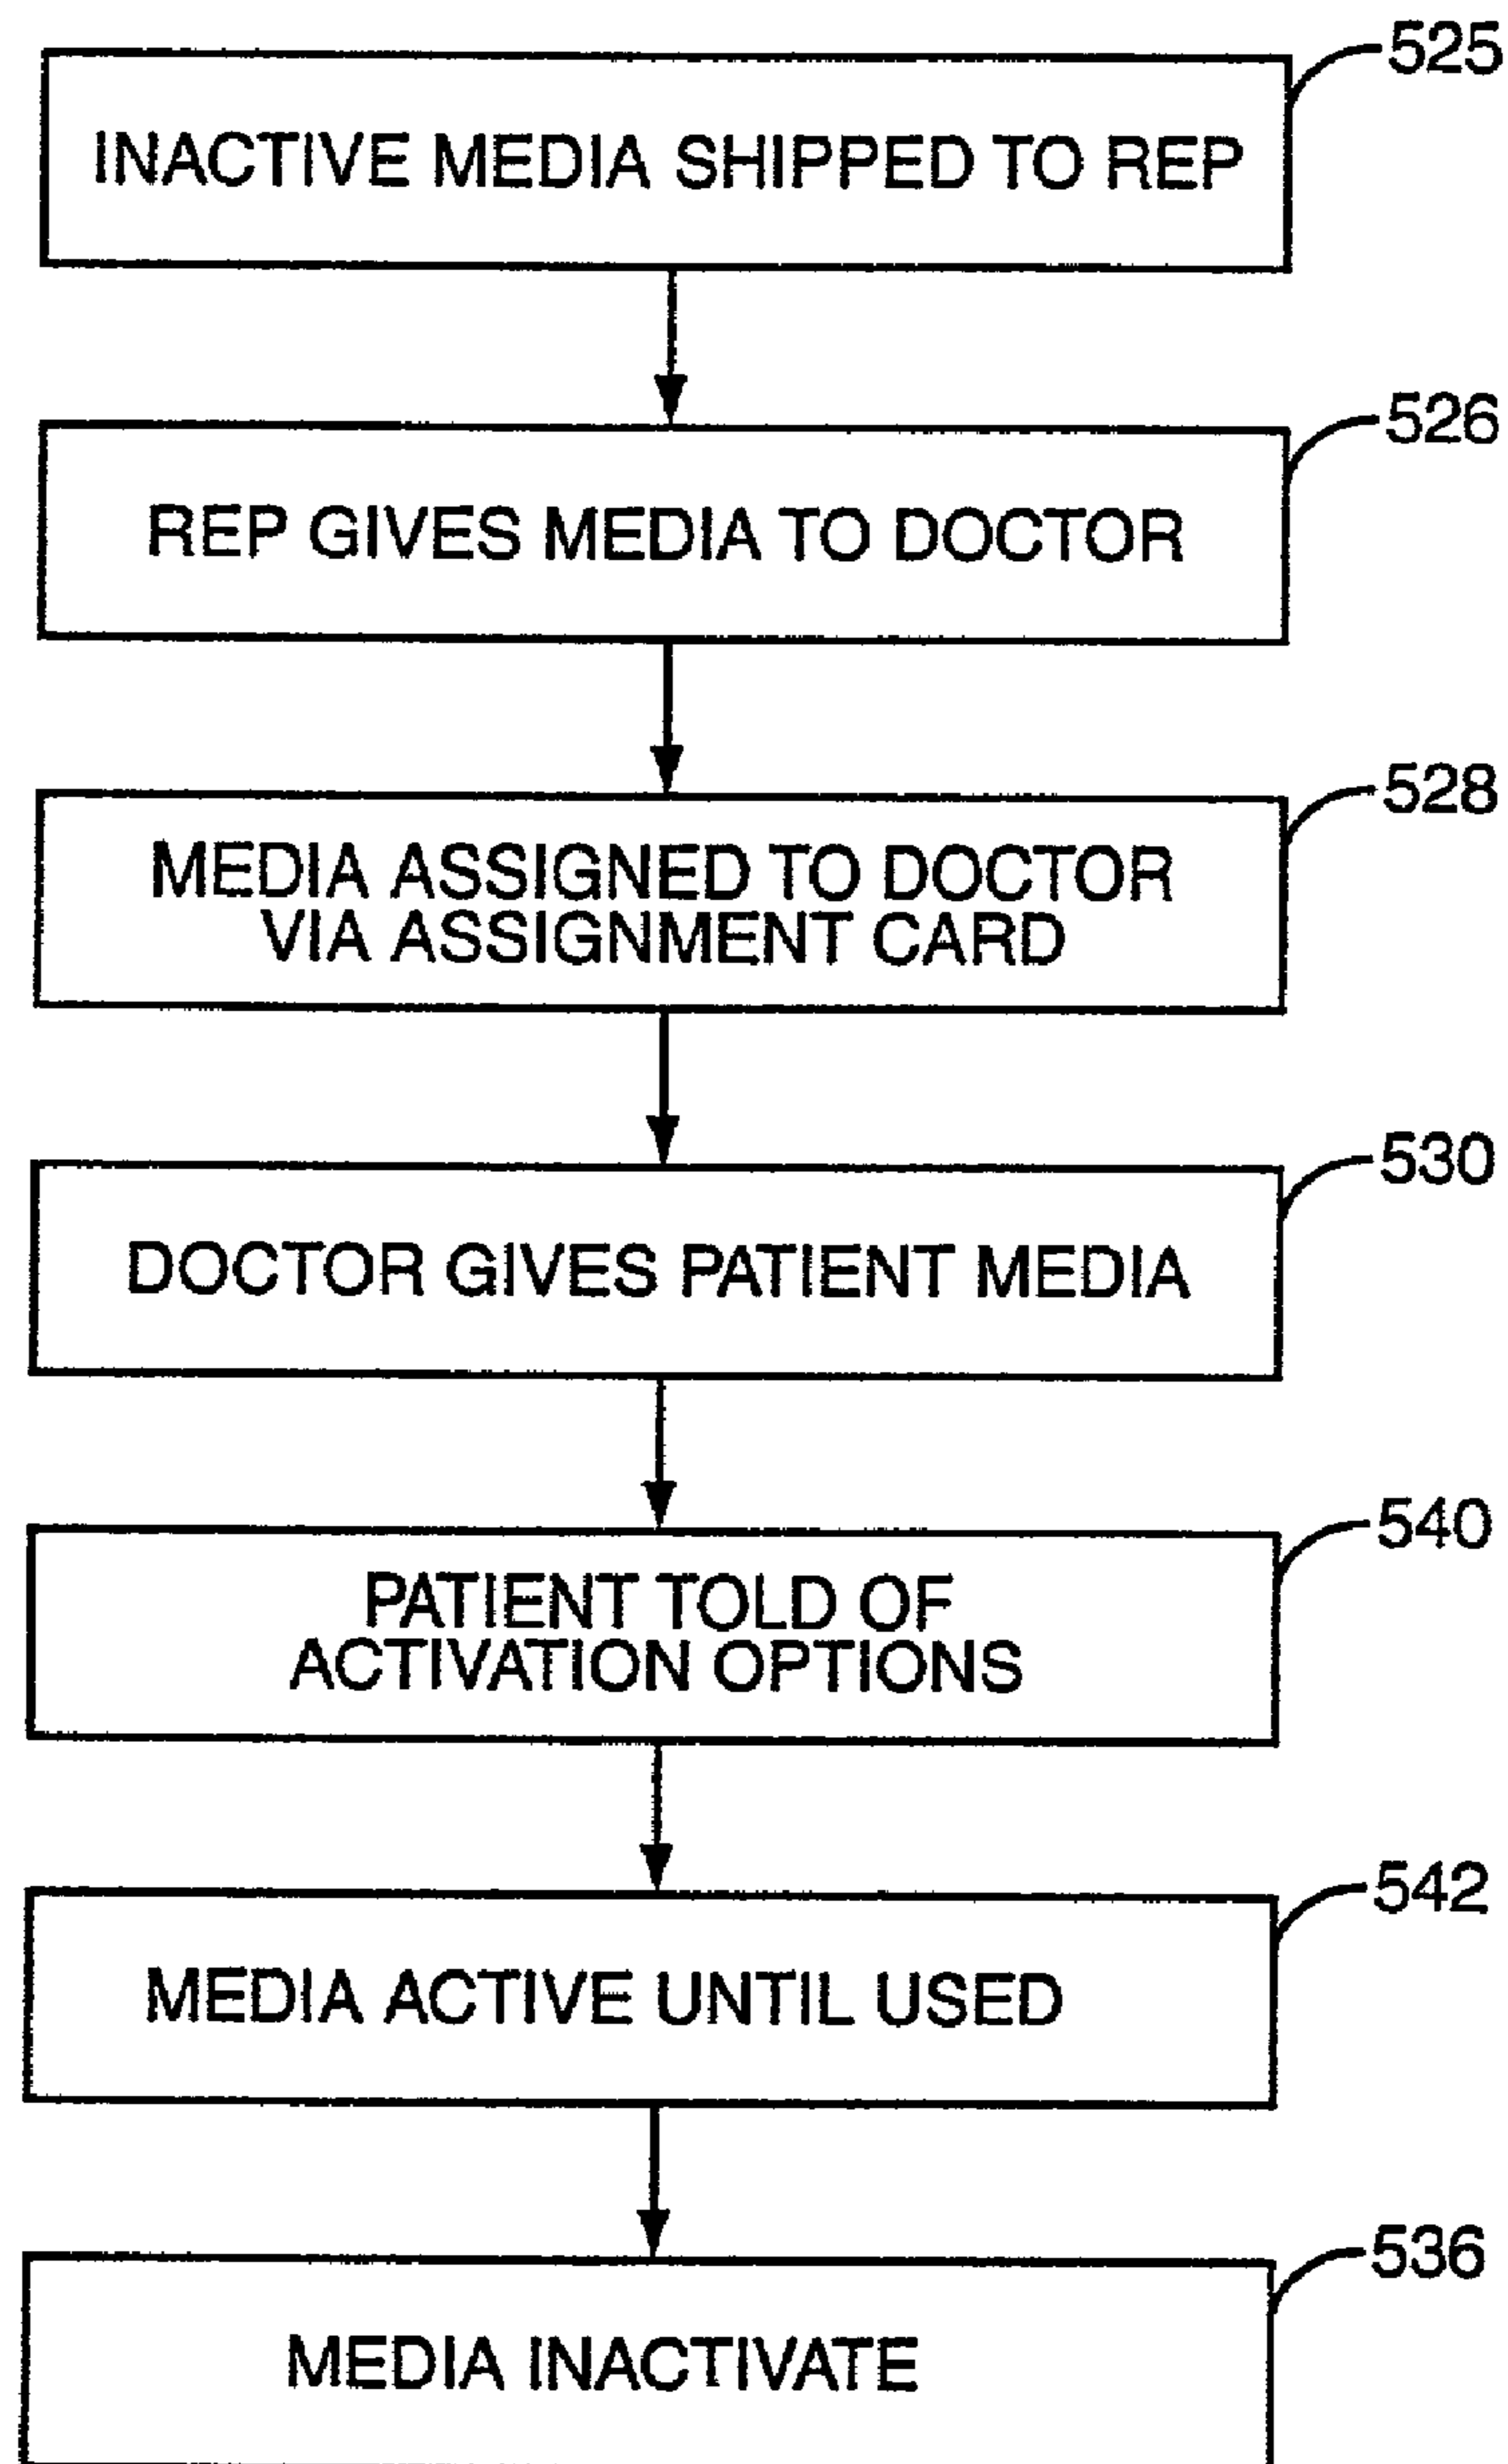 525
INACTIVE MEDIA SHIPPED TO REP
526
REP GIVES MEDIA TO DOCTOR
528
MEDIA ASSIGNED TO DOCTOR
VIA ASSIGNMENT CARD
530
DOCTOR GIVES PATIENT MEDIA
540
PATIENT TOLD OF
ACTIVATION OPTIONS
542
MEDIA ACTIVE UNTIL USED
536
MEDIA INACTIVATE